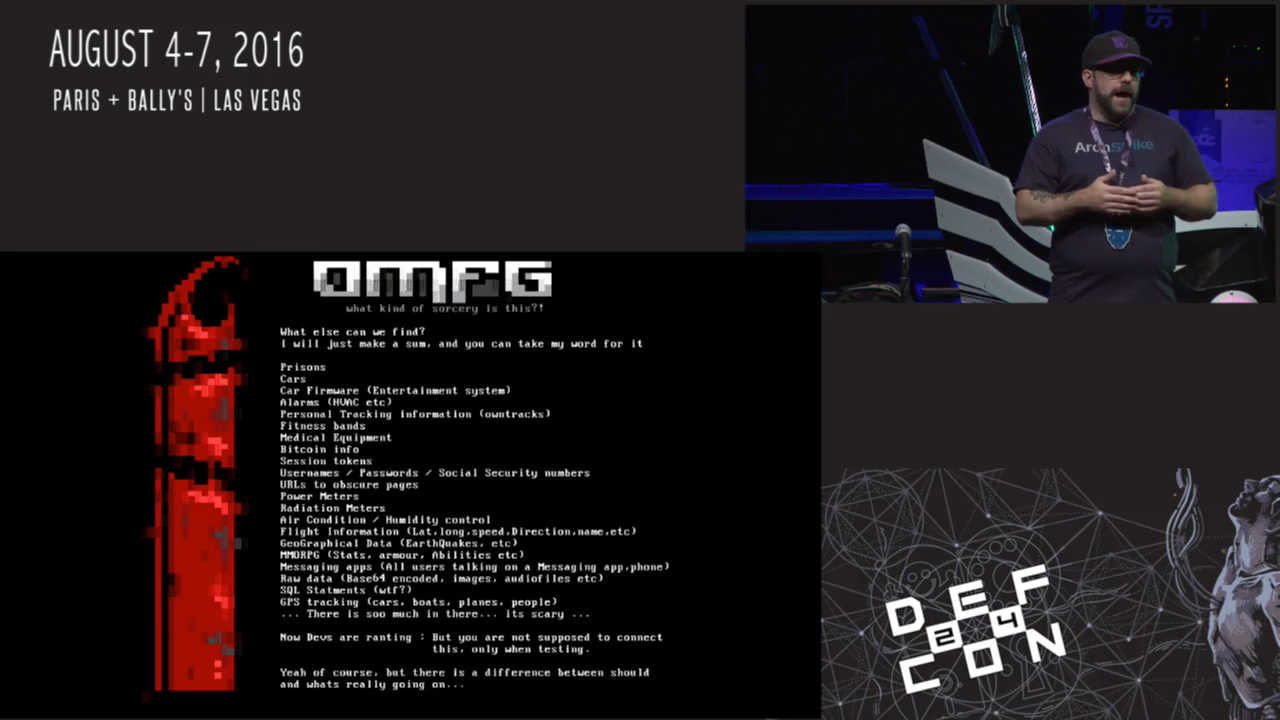 AUGUST 4-7, 2016
PARIS + BALLY'S | LAS VEGAS
ArchStrike
OMFG
what kind of sorcery is this?!
What else can we find?
I will just make a sum, and you can take my word for it
Prisons
Cars
Car Firmware (Entertainment system)
Alarms (HVAC etc)
Personal Tracking information (owntracks)
Fitness bands
Medical Equipment
Bitcoin info
Session tokens
Usernames / Passwords / Social Security numbers
URLs to obscure pages
Power Meters
Radiation Meters
Air Condition / Humidity control
Flight Information (Lat,long,speed,Direction,name,etc)
GeoGraphical Data (EarthQuakes, etc)
MMORPG (Stats, armour, Abilities etc)
Messaging apps (All users talking on a Messaging app,phone)
Raw data (Base64 encoded, images, audiofiles etc)
SQL Statments (wtf?)
GPS tracking (cars, boats, planes, people)
... There is soo much in there... its scary ...
Now Devs are ranting : But you are not supposed to connect
this, only when testing.
Yeah of course, but there is a difference between should
and whats really going on...
DEF
24
CON